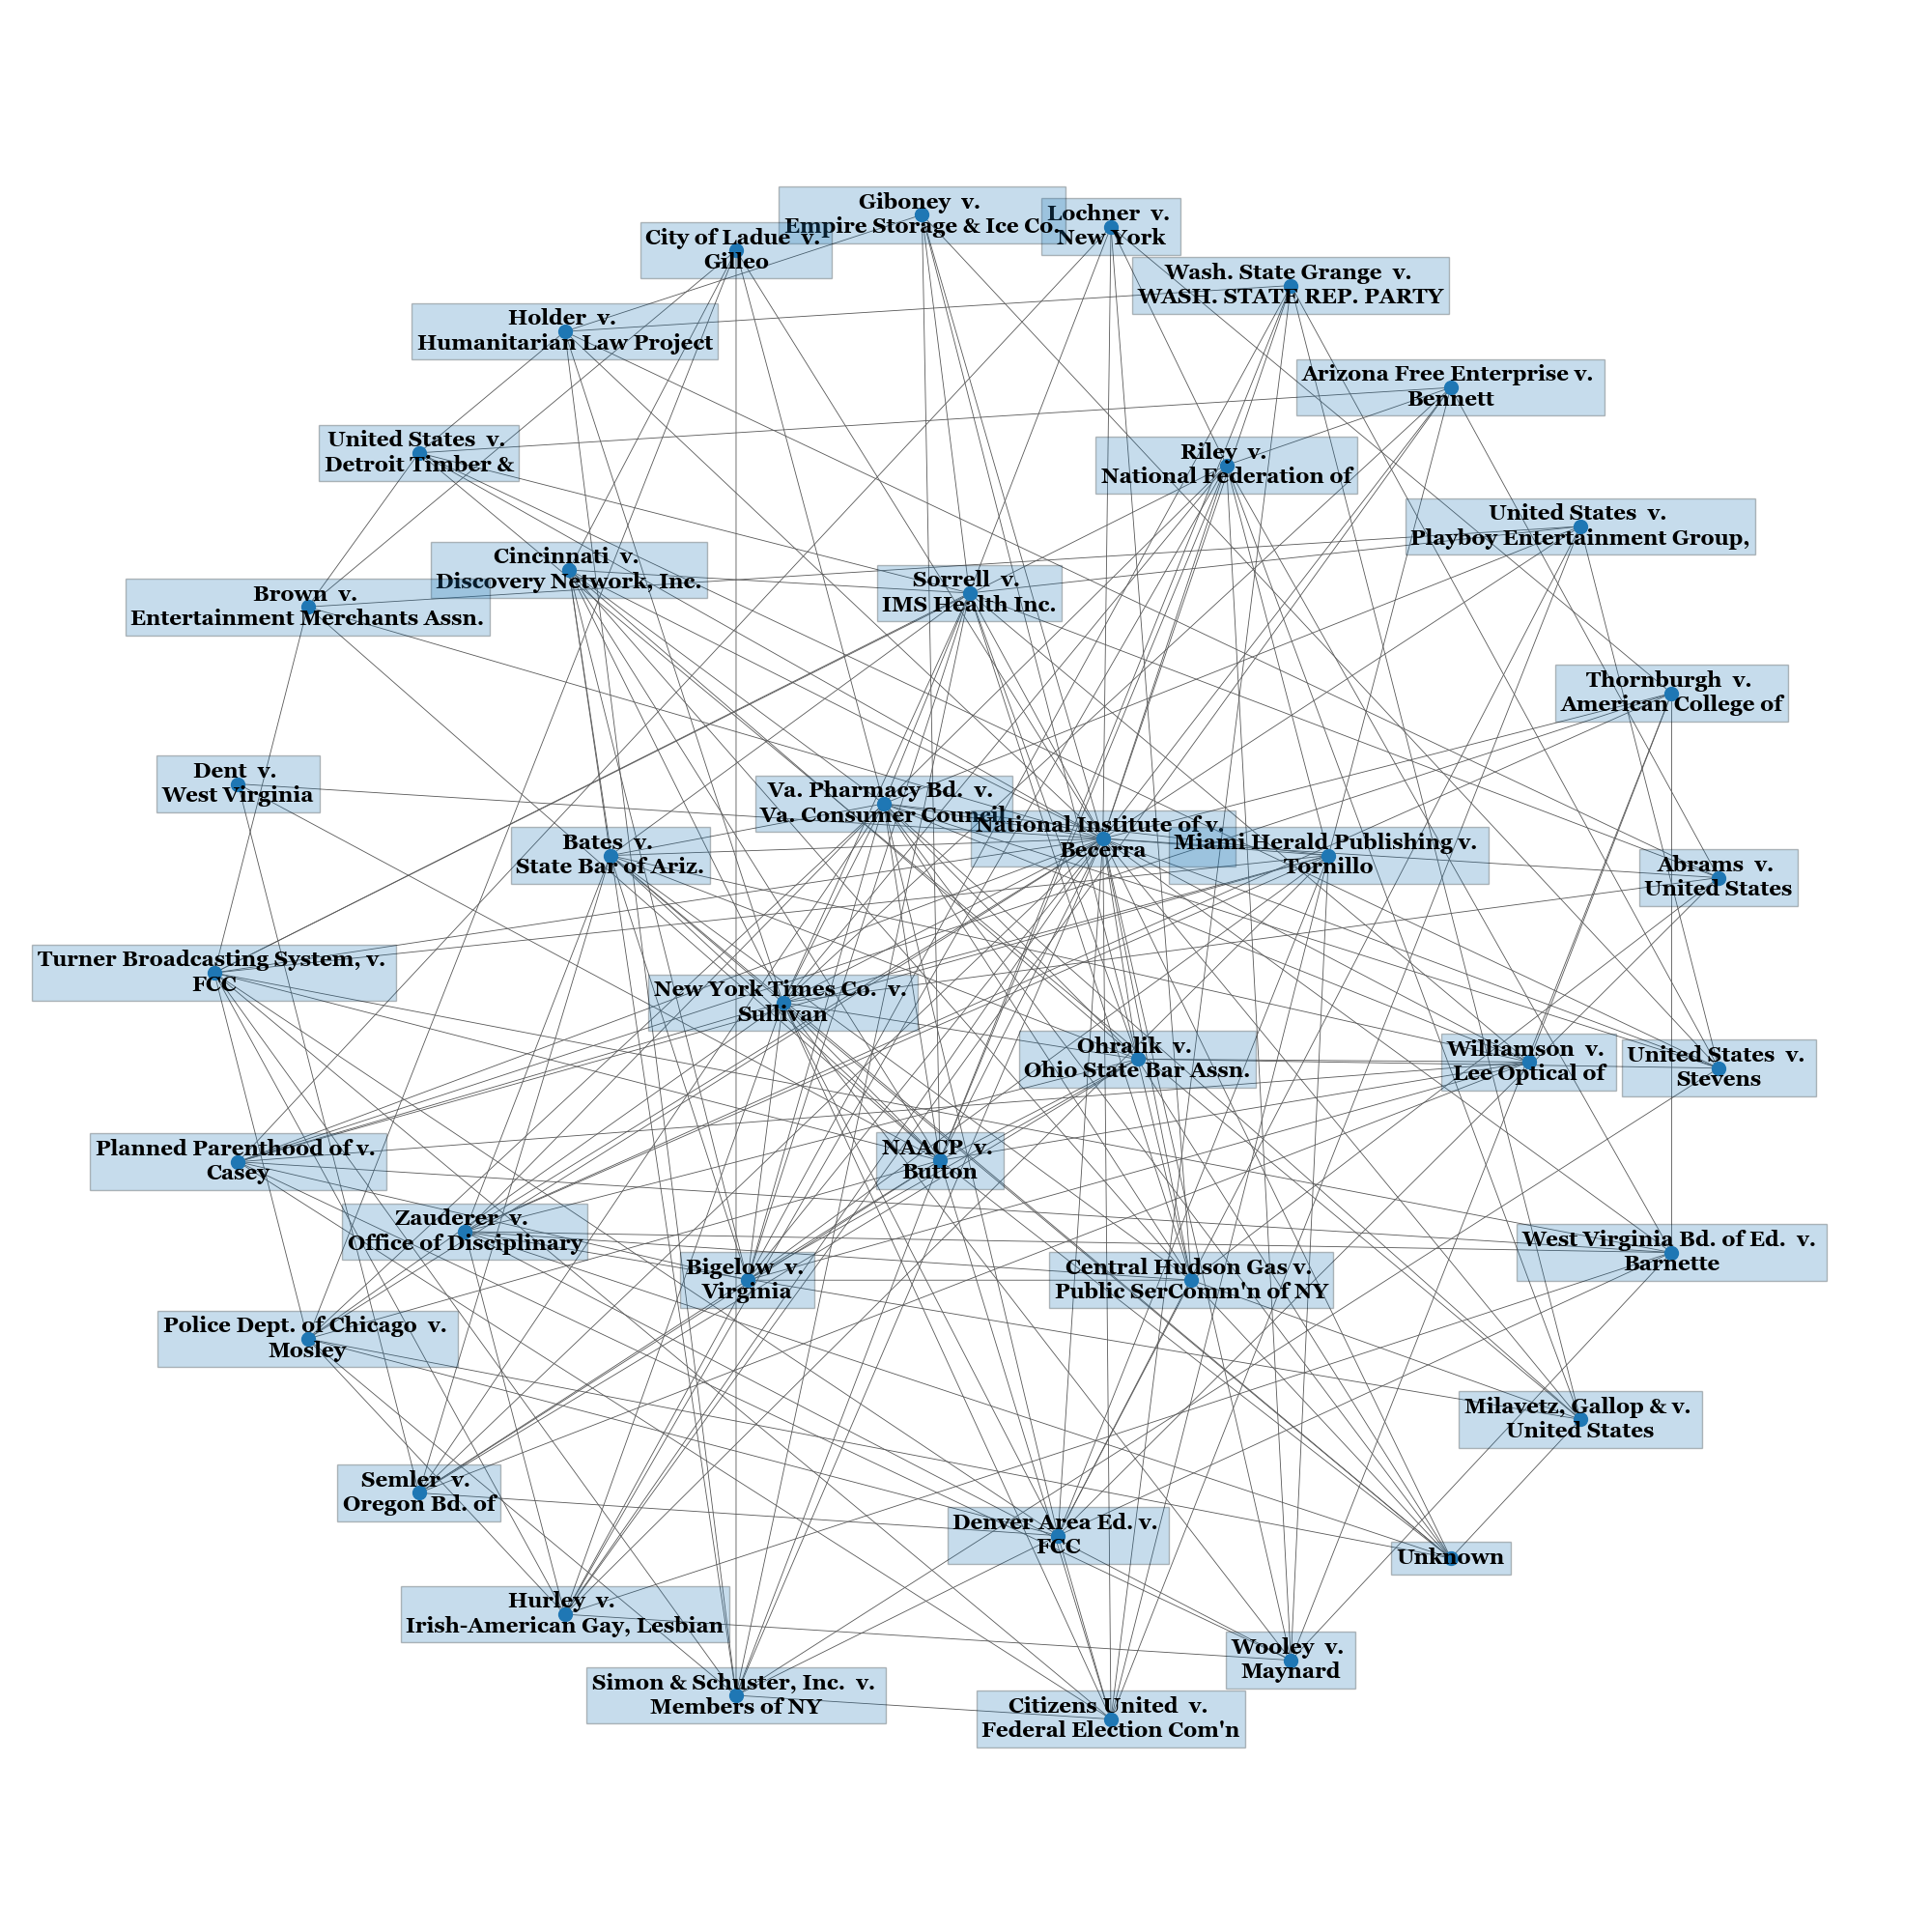 Giboney v.
Empire Storage & Ice Co.
Lochner v.
New York
City of Ladue v.
Gilleo
Wash. State Grange v.
WASH. STATE REP. PARTY
Holder v.
Humanitarian Law Project
Arizona Free Enterprise v.
Bennett
United States v.
Detroit Timber &
Riley v.
National Federation of
United States v.
Playboy Entertainment Group,
Cincinnati v.
Discovery Network, Inc.
Sorrell v.
IMS Health Inc.
Brown v.
Entertainment Merchants Assn.
Thornburgh v.
American College of
Dent v.
West Virginia
Va. Pharmacy Bd. v.
Va. Consumer Council
National Institute of v.
Becerra
Bates v.
State Bar of Ariz.
Miami Herald Publishing v.
Tornillo
Abrams v.
United States
Turner Broadcasting System, v.
FCC
New York Times Co. v.
Sullivan
Ohralik v.
Ohio State Bar Assn.
Williamson v.
Lee Optical of
United States v.
Stevens
Planned Parenthood of v.
Casey
NAACP v.
Button
Zauderer v.
Office of Disciplinary
West Virginia Bd. of Ed. v.
Barnette
Bigelow v.
Virginia
Central Hudson Gas v.
Public SerComm'n of NY
Police Dept. of Chicago v.
Mosley
Milavetz, Gallop & v.
United States
Semler v.
Oregon Bd. of
Denver Area Ed. v.
FCC
Unknown
Hurley v.
Irish-American Gay, Lesbian
Wooley v.
Maynard
Simon & Schuster, Inc. v.
Members of NY
Citizens United v.
Federal Election Com'n